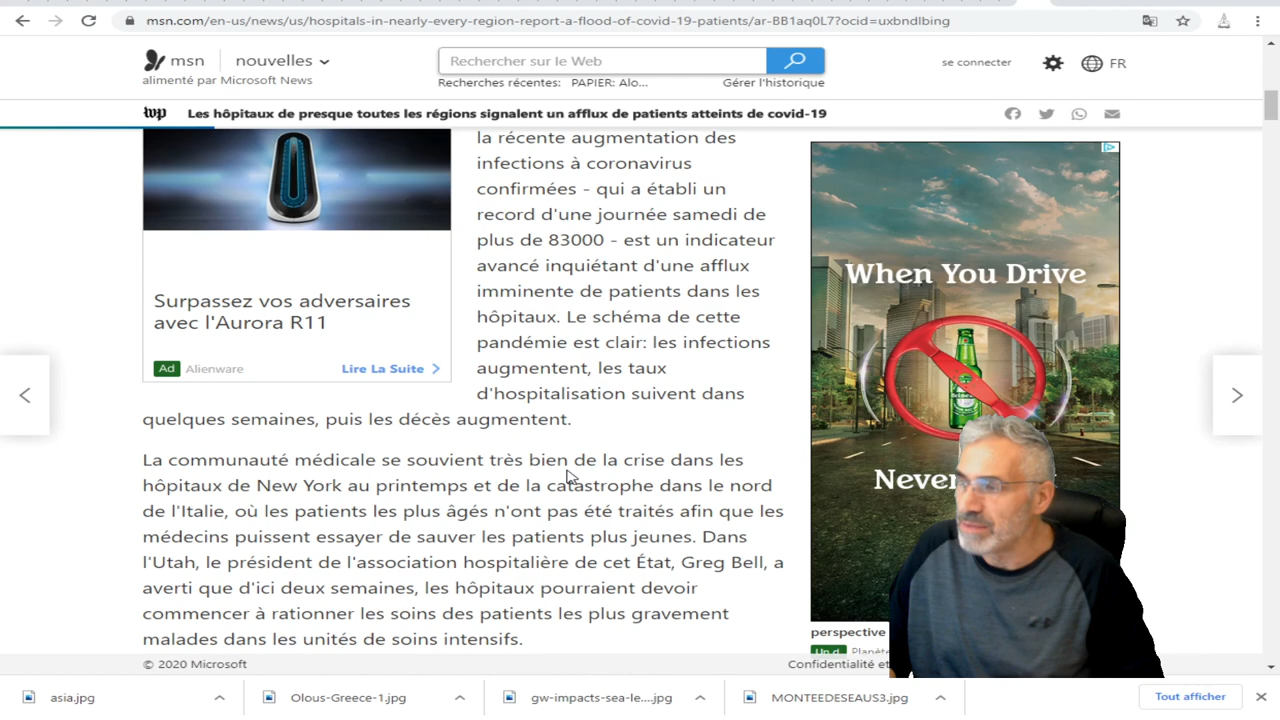 msn.com/en-us/news/us/hospitals-in-nearly-every-region-report-a-flood-of-covid-19-patients/ar-BB1aq0L7?ocid=uxbndlbing
msn
nouvelles
alimenté par Microsoft News
Rechercher sur le Web
Recherches récentes: PAPIER: Alo...
Gérer l'historique
se connecter
FR
wp
Les hôpitaux de presque toutes les régions signalent un afflux de patients atteints de covid-19
la récente augmentation des
infections à coronavirus
confirmées - qui a établi un
record d'une journée samedi de
plus de 83000 - est un indicateur
avancé inquiétant d'une afflux
imminente de patients dans les
hôpitaux. Le schéma de cette
pandémie est clair: les infections
augmentent, les taux
d'hospitalisation suivent dans
quelques semaines, puis les décès augmentent.
Surpassez vos adversaires
avec l'Aurora R11
Ad Alienware
Lire La Suite
La communauté médicale se souvient très bien de la crise dans les
hôpitaux de New York au printemps et de la catastrophe dans le nord
de l'Italie, où les patients les plus âgés n'ont pas été traités afin que les
médecins puissent essayer de sauver les patients plus jeunes. Dans
l'Utah, le président de l'association hospitalière de cet État, Greg Bell, a
averti que d'ici deux semaines, les hôpitaux pourraient devoir
commencer à rationner les soins des patients les plus gravement
malades dans les unités de soins intensifs.
When You Drive
Never
perspective
© 2020 Microsoft
Confidentialité et
asia.jpg
Olous-Greece-1.jpg
gw-impacts-sea-le....jpg
MONTEEDESEAUS3.jpg
Tout afficher